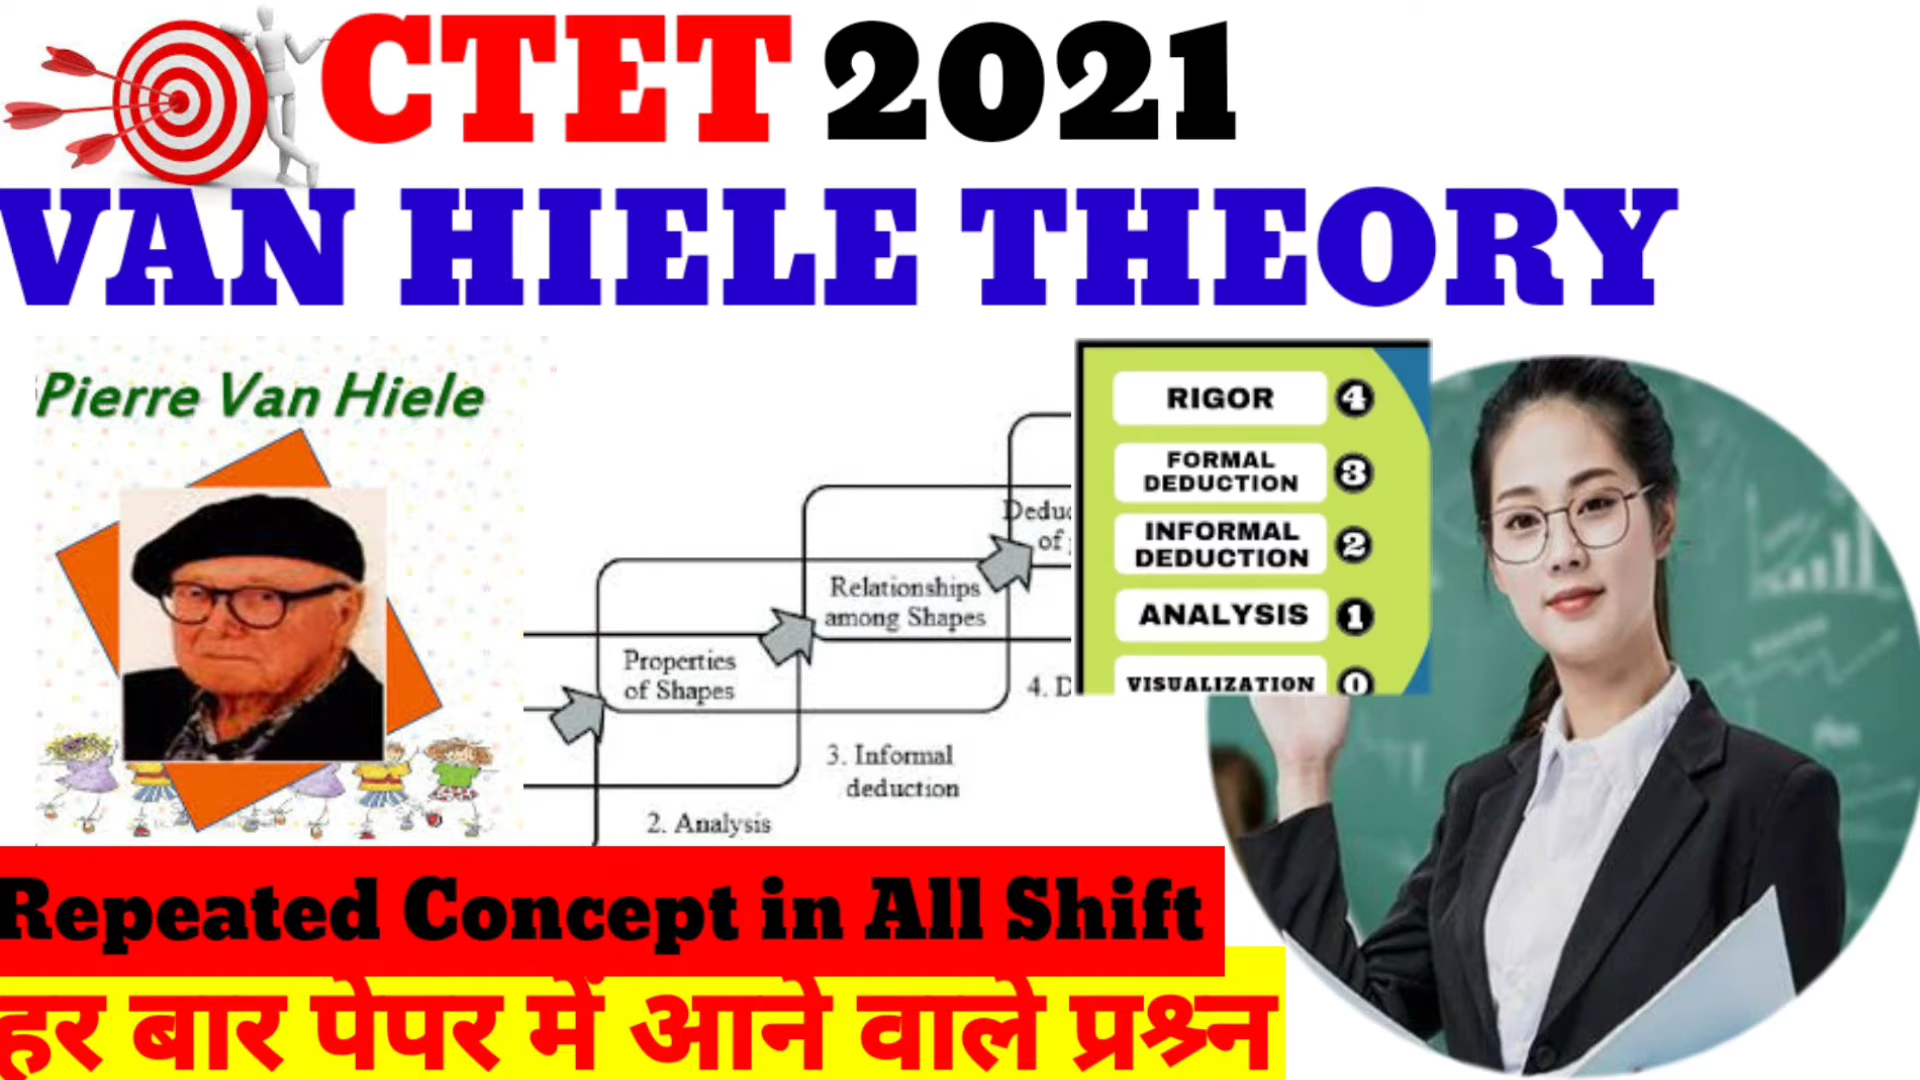 CTET 2021
VAN HIELE THEORY
Pierre Van Hiele
Properties
of Shapes
2. Analysis
Relationships
among Shapes
3. Informal
deduction
of
4. D
RIGOR 4
FORMAL
DEDUCTION 3
INFORMAL
DEDUCTION 2
ANALYSIS 1
VISUALIZATION 0
Repeated Concept in All Shift
हर बार पेपर में आने वाले प्रश्न